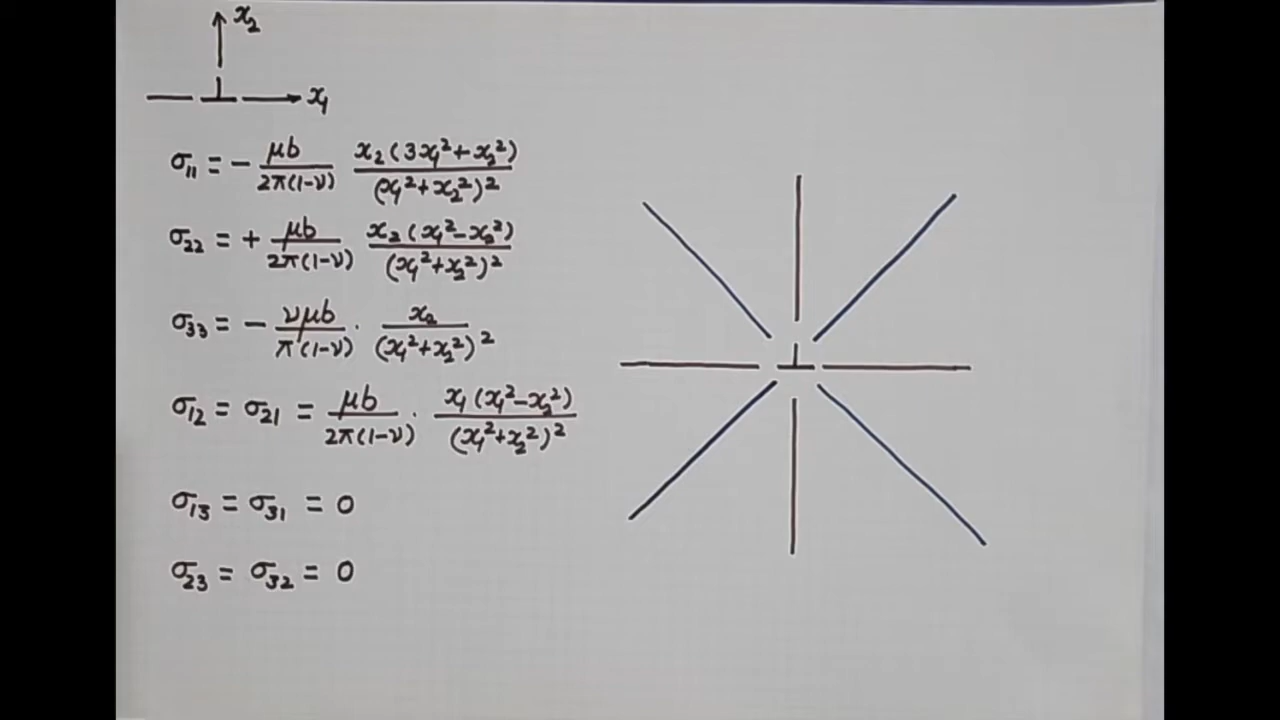 x₂
x₁
σ₁₁ = - μb / 2π(1-ν) x₂(3x₁²+x₂²) / (x₁²+x₂²)²
σ₂₂ = + μb / 2π(1-ν) x₂(x₁²-x₂²) / (x₁²+x₂²)²
σ₃₃ = - νμb / π(1-ν) · x₂ / (x₁²+x₂²)²
σ₁₂ = σ₂₁ = μb / 2π(1-ν) · x₁(x₁²-x₂²) / (x₁²+x₂²)²
σ₁₃ = σ₃₁ = 0
σ₂₃ = σ₃₂ = 0